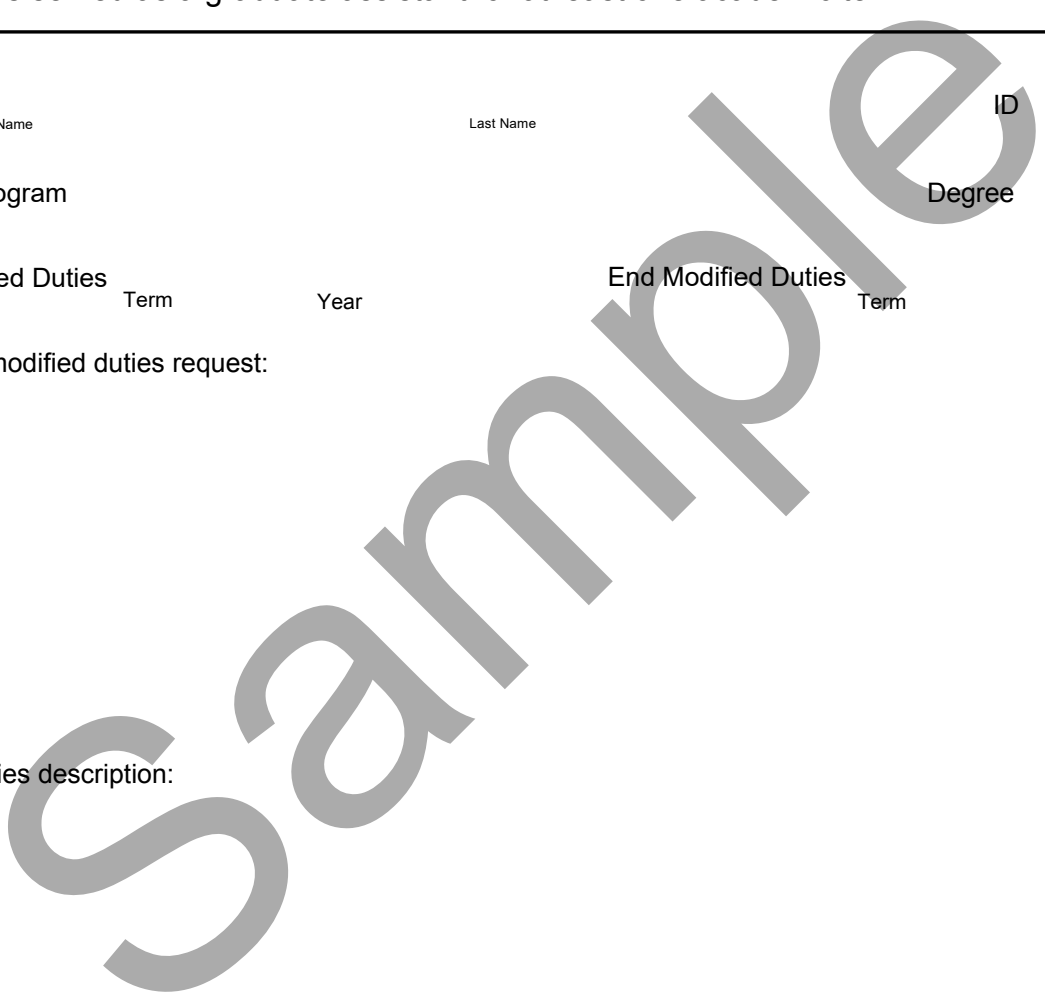 Name Last Name ID
ogram Degree
ed Duties Term Year End Modified Duties Term
modified duties request:
ies description:
Sample